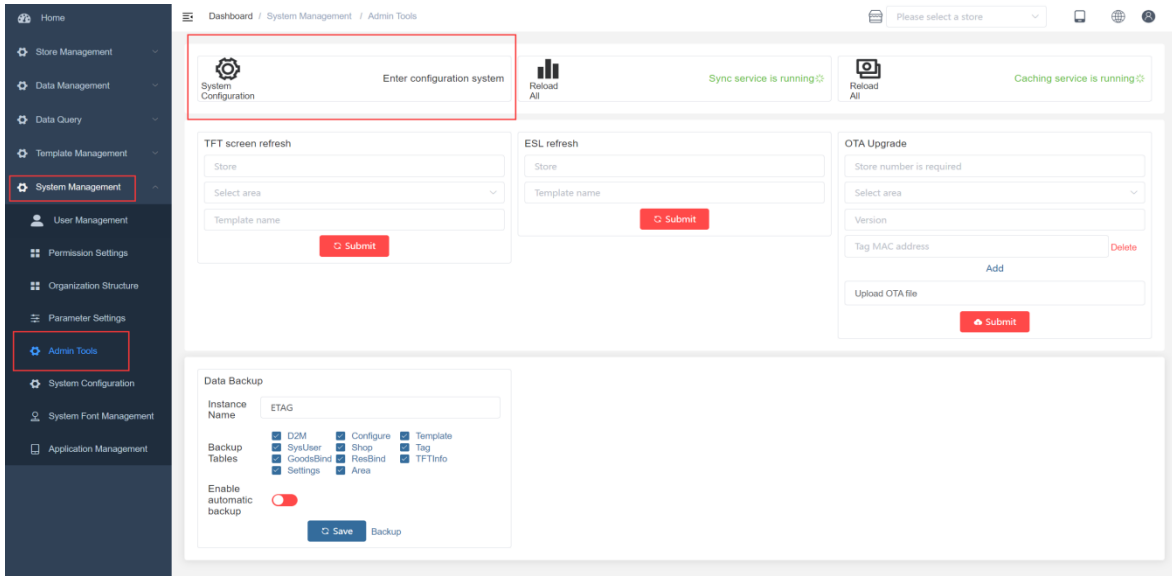 Home
Store Management
Data Management
Data Query
Template Management
System Management
User Management
Permission Settings
Organization Structure
Parameter Settings
Admin Tools
System Configuration
System Font Management
Application Management
Dashboard / System Management / Admin Tools
Please select a store
System
Configuration
Enter configuration system
Reload
All
Sync service is running
Reload
All
Caching service is running
TFT screen refresh
Store
Select area
Template name
Submit
ESL refresh
Store
Template name
Submit
OTA Upgrade
Store number is required
Select area
Version
Tag MAC address
Delete
Add
Upload OTA file
Submit
Data Backup
Instance
Name
ETAG
Backup
Tables
D2M Configure Template
SysUser Shop Tag
GoodsBind ResBind TFTInfo
Settings Area
Enable
automatic
backup
Save
Backup